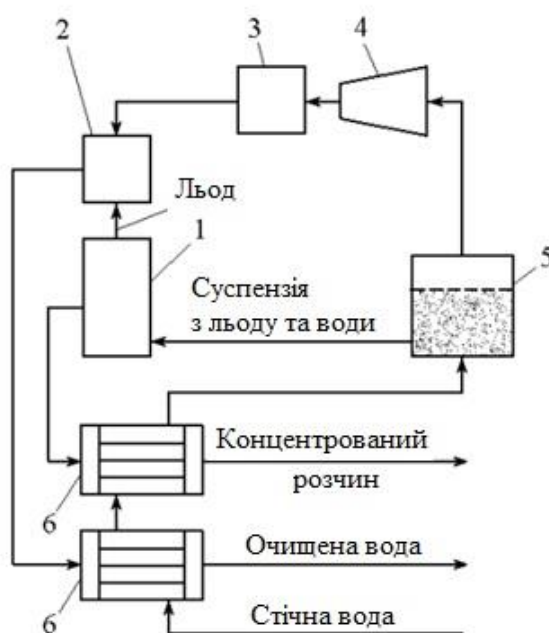 2
3
4
Льод
1
5
Суспензія
з льоду та води
Концентрований
розчин
6
Очищена вода
6
Стічна вода